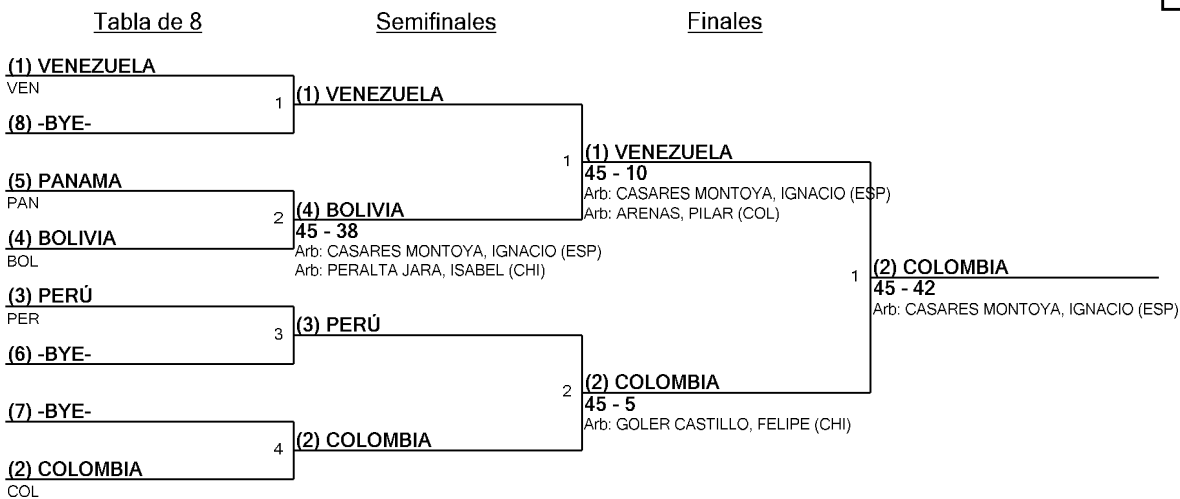 Tabla de 8
Semifinales
Finales
(1) VENEZUELA
VEN
1
(8) -BYE-
(5) PANAMA
PAN
2
(4) BOLIVIA
BOL
(3) PERÚ
PER
3
(6) -BYE-
(7) -BYE-
4
(2) COLOMBIA
COL
(1) VENEZUELA
1
(4) BOLIVIA
45 - 38
Arb: CASARES MONTOYA, IGNACIO (ESP)
Arb: PERALTA JARA, ISABEL (CHI)
(3) PERÚ
2
(2) COLOMBIA
(1) VENEZUELA
45 - 10
Arb: CASARES MONTOYA, IGNACIO (ESP)
Arb: ARENAS, PILAR (COL)
1
(2) COLOMBIA
45 - 5
Arb: GOLER CASTILLO, FELIPE (CHI)
(2) COLOMBIA
45 - 42
Arb: CASARES MONTOYA, IGNACIO (ESP)